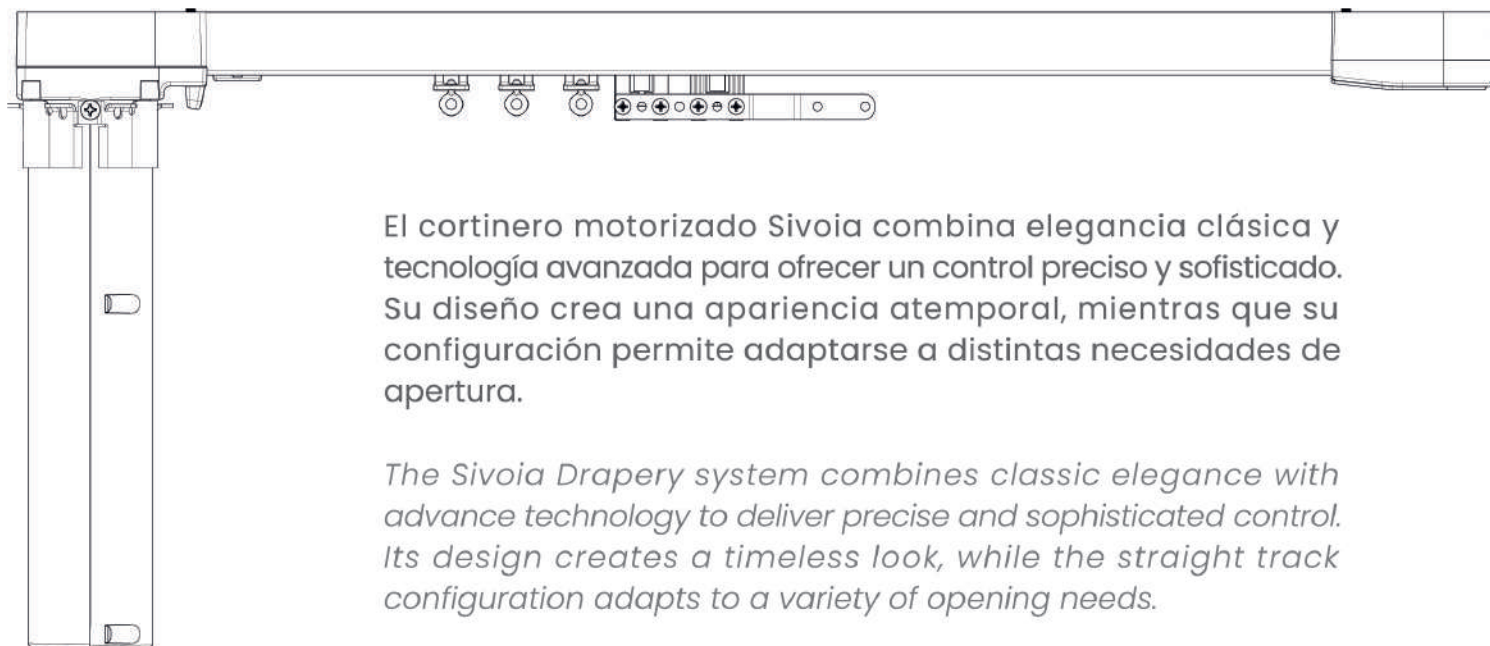 El cortinero motorizado Sivoia combina elegancia clásica y
tecnología avanzada para ofrecer un control preciso y sofisticado.
Su diseño crea una apariencia atemporal, mientras que su
configuración permite adaptarse a distintas necesidades de
apertura.
The Sivoia Drapery system combines classic elegance with
advance technology to deliver precise and sophisticated control.
Its design creates a timeless look, while the straight track
configuration adapts to a variety of opening needs.